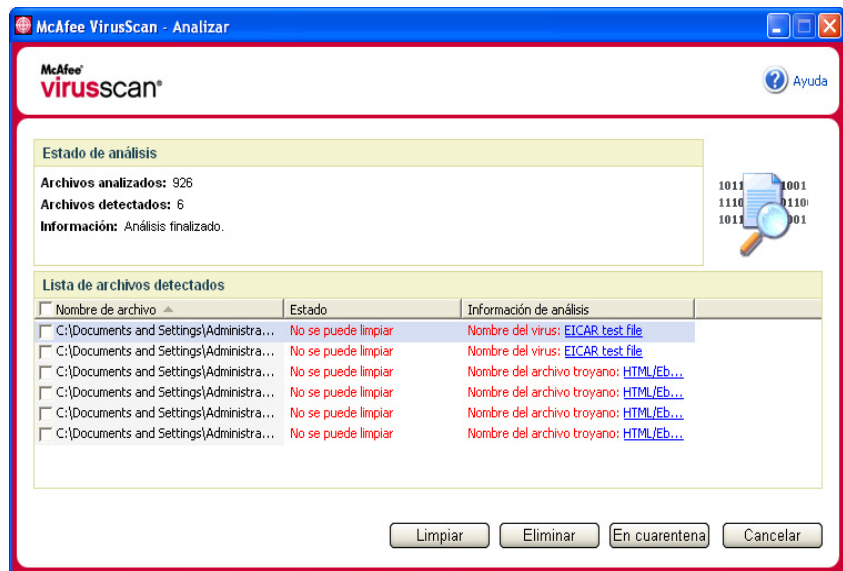 McAfee VirusScan - Analizar
McAfee®
virusscan®
Ayuda
Estado de análisis
Archivos analizados: 926
Archivos detectados: 6
Información: Análisis finalizado.
1011 1001
1110 0110
1011 001
Lista de archivos detectados
Nombre de archivo Estado Información de análisis
C:\Documents and Settings\Administra... No se puede limpiar Nombre del virus: EICAR test file
C:\Documents and Settings\Administra... No se puede limpiar Nombre del virus: EICAR test file
C:\Documents and Settings\Administra... No se puede limpiar Nombre del archivo troyano: HTML/Eb...
C:\Documents and Settings\Administra... No se puede limpiar Nombre del archivo troyano: HTML/Eb...
C:\Documents and Settings\Administra... No se puede limpiar Nombre del archivo troyano: HTML/Eb...
C:\Documents and Settings\Administra... No se puede limpiar Nombre del archivo troyano: HTML/Eb...
Limpiar Eliminar En cuarentena Cancelar